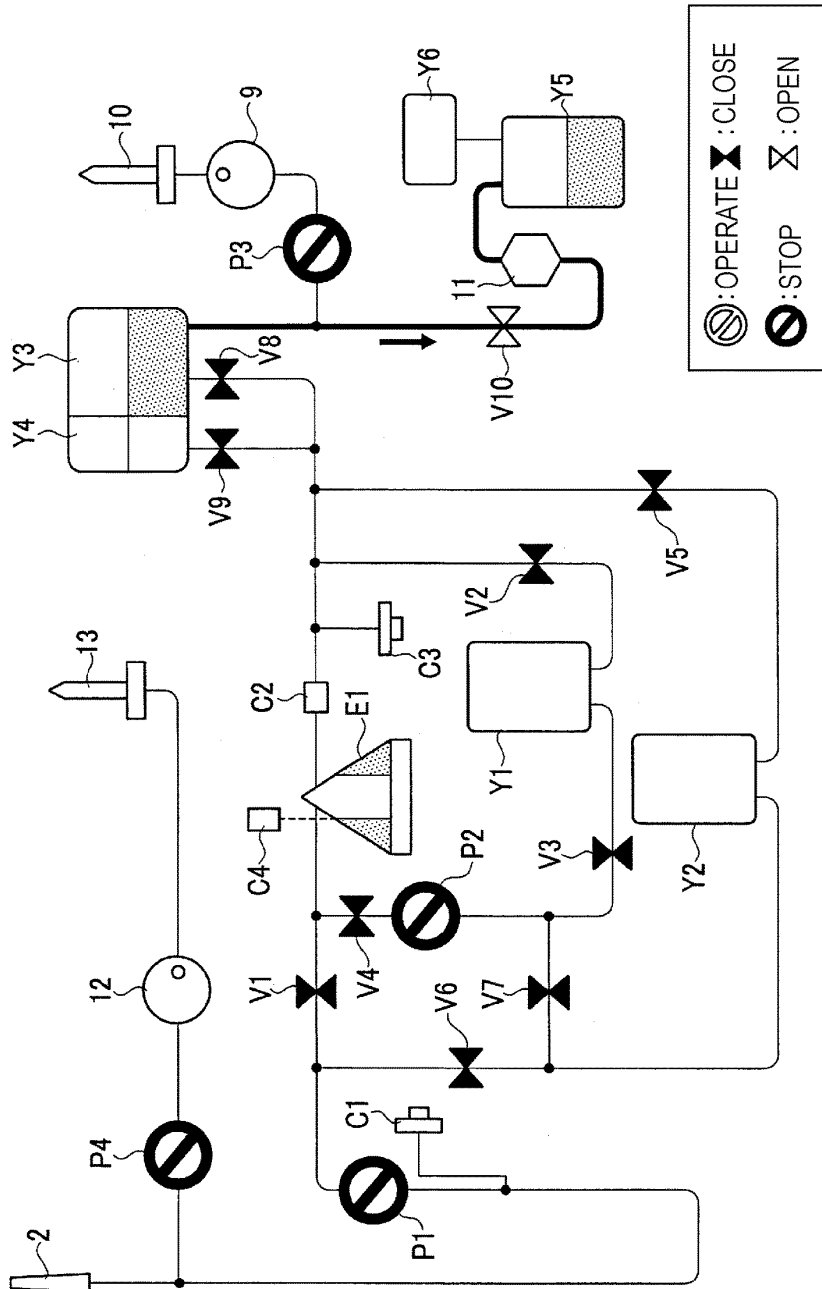 2
P4
12
13
Y4
Y3
10
9
P3
V9
V8
Y6
Y5
11
V10
C4
C2
E1
C3
V1
V4
P2
V2
V5
Y1
V3
Y2
V6
V7
C1
P1
: OPERATE
: CLOSE
: STOP
: OPEN